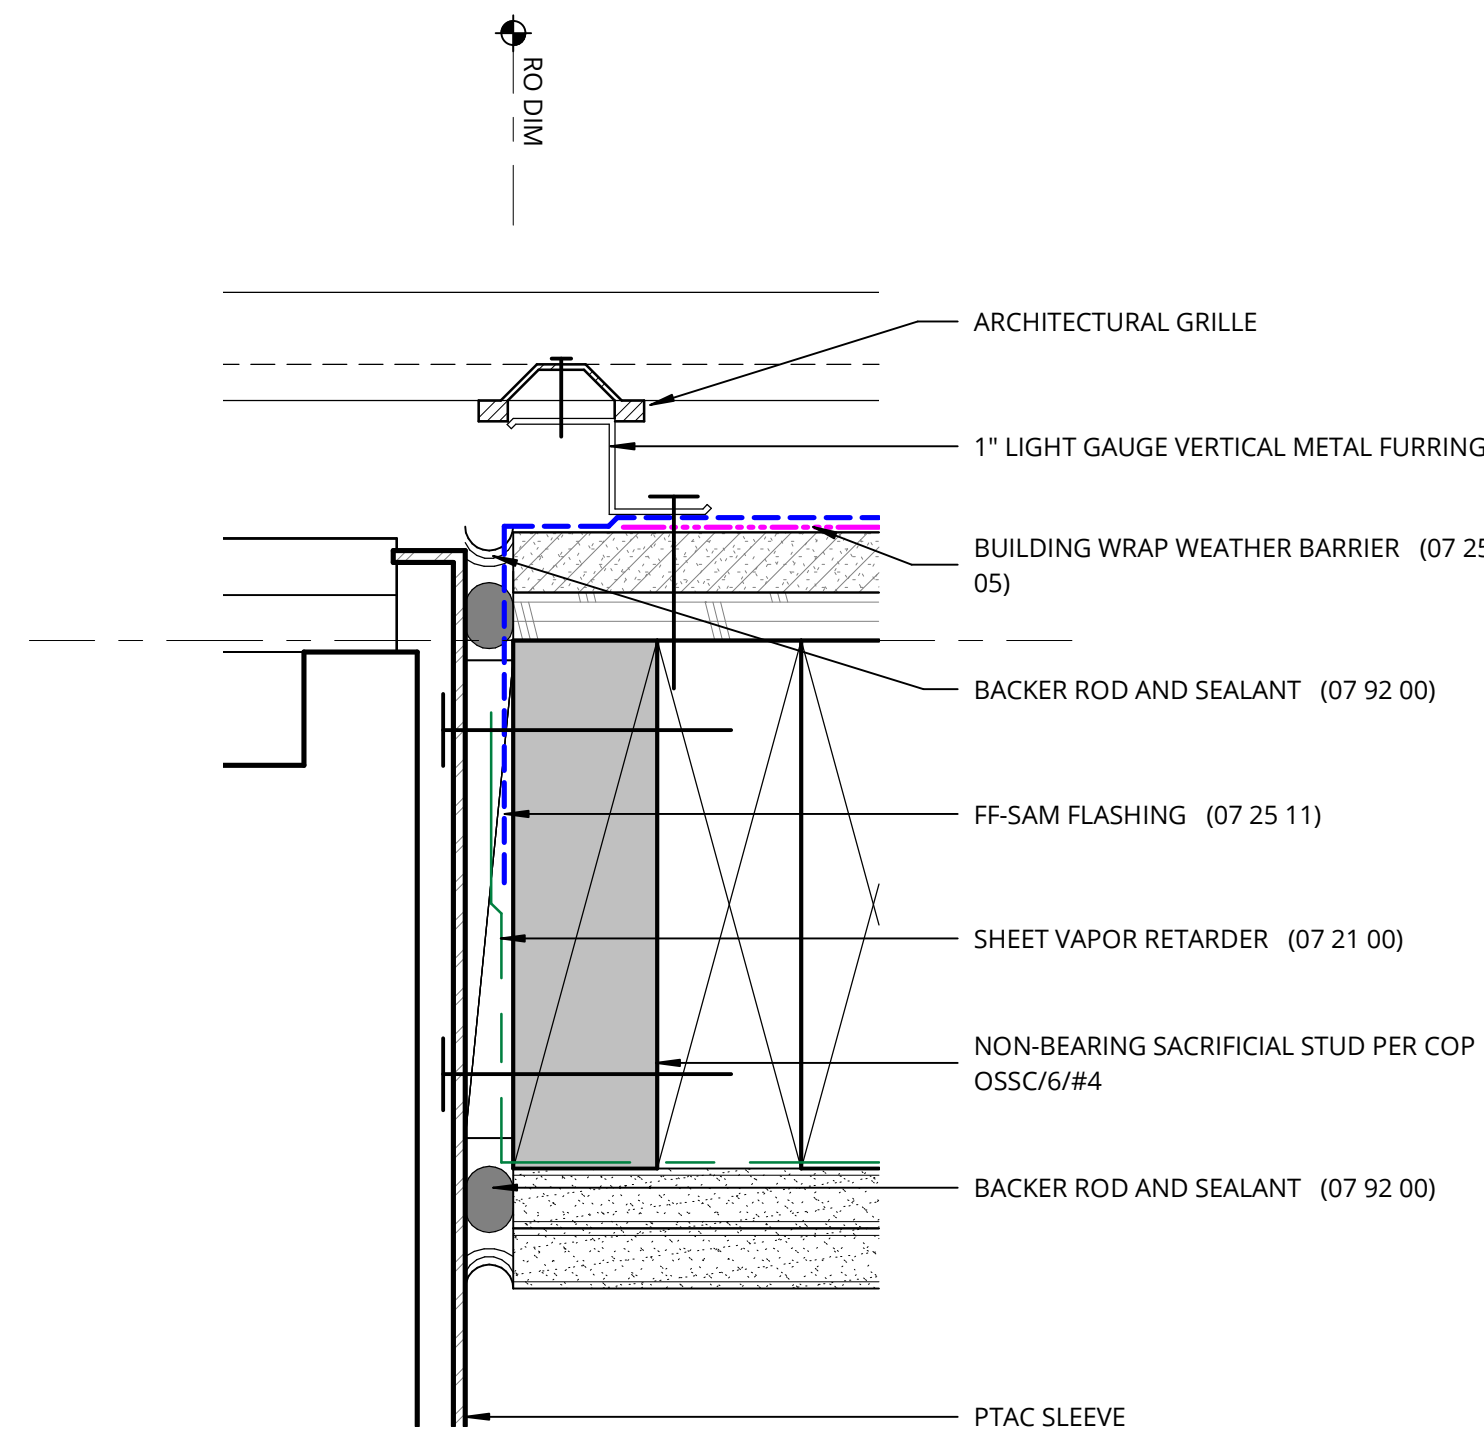 RO DIM
ARCHITECTURAL GRILLE
1" LIGHT GAUGE VERTICAL METAL FURRING
BUILDING WRAP WEATHER BARRIER (07 25
05)
BACKER ROD AND SEALANT (07 92 00)
FF-SAM FLASHING (07 25 11)
SHEET VAPOR RETARDER (07 21 00)
NON-BEARING SACRIFICIAL STUD PER COP
OSSC/6/#4
BACKER ROD AND SEALANT (07 92 00)
PTAC SLEEVE